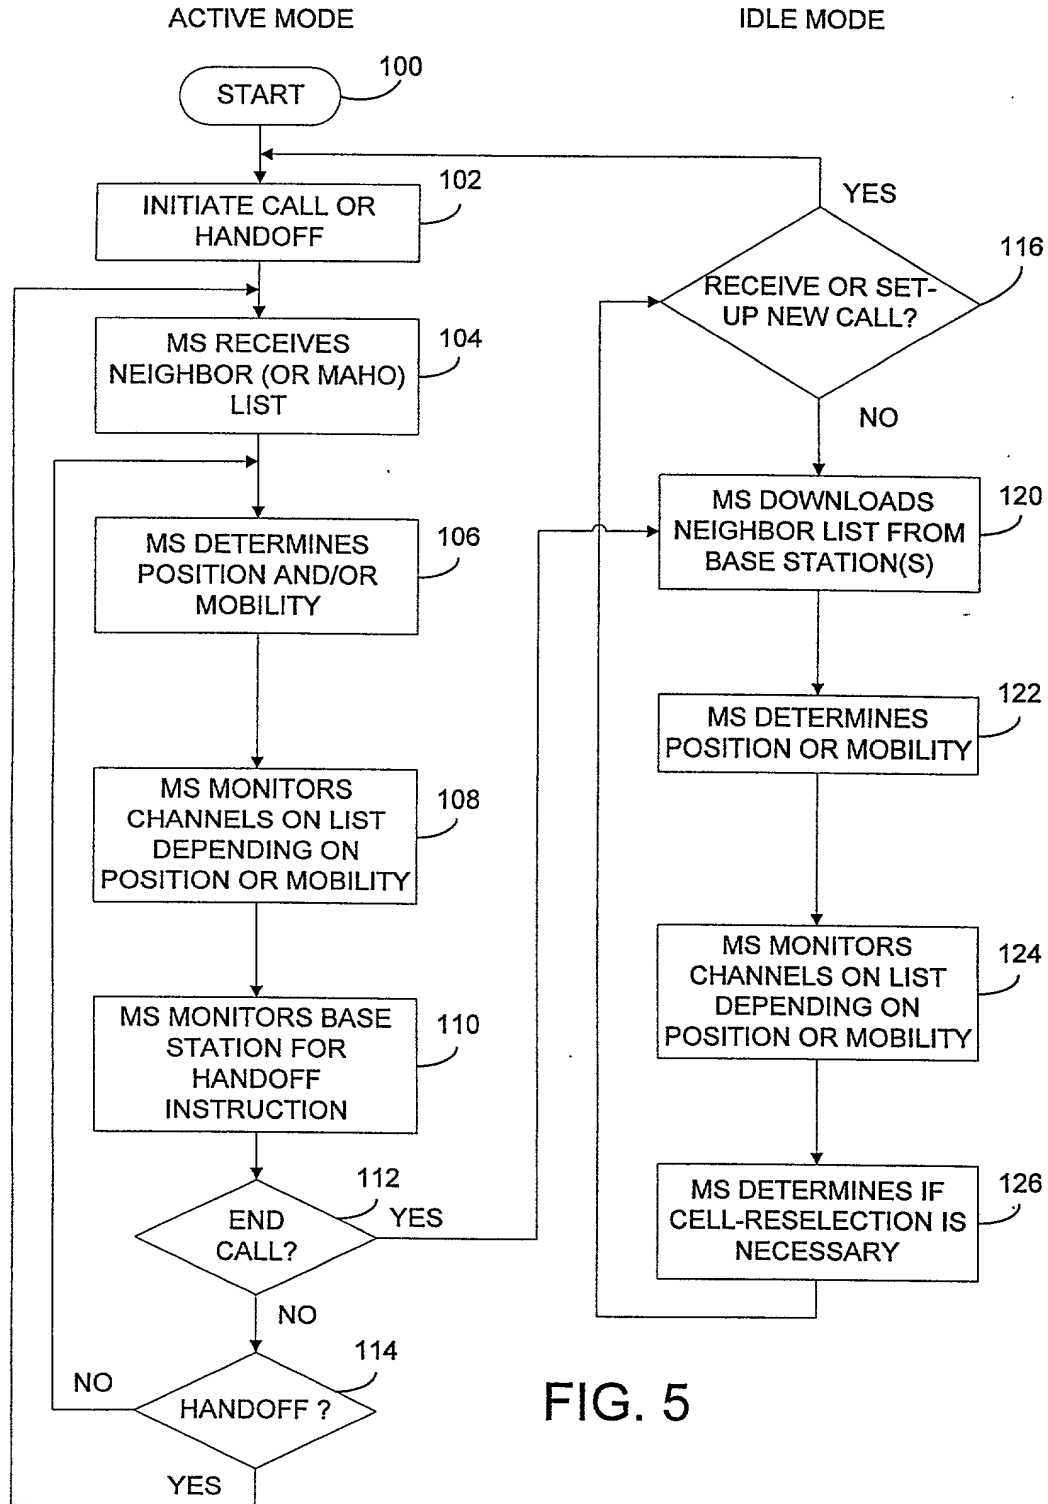 ACTIVE MODE
START
100
INITIATE CALL OR
HANDOFF
102
MS RECEIVES
NEIGHBOR (OR MAHO)
LIST
104
MS DETERMINES
POSITION AND/OR
MOBILITY
106
MS MONITORS
CHANNELS ON LIST
DEPENDING ON
POSITION OR MOBILITY
108
MS MONITORS BASE
STATION FOR
HANDOFF
INSTRUCTION
110
END
CALL?
112
YES
NO
HANDOFF ?
114
NO
YES
IDLE MODE
YES
RECEIVE OR SET-
UP NEW CALL?
116
NO
MS DOWNLOADS
NEIGHBOR LIST FROM
BASE STATION(S)
120
MS DETERMINES
POSITION OR MOBILITY
122
MS MONITORS
CHANNELS ON LIST
DEPENDING ON
POSITION OR MOBILITY
124
MS DETERMINES IF
CELL-RESELECTION IS
NECESSARY
126
FIG. 5